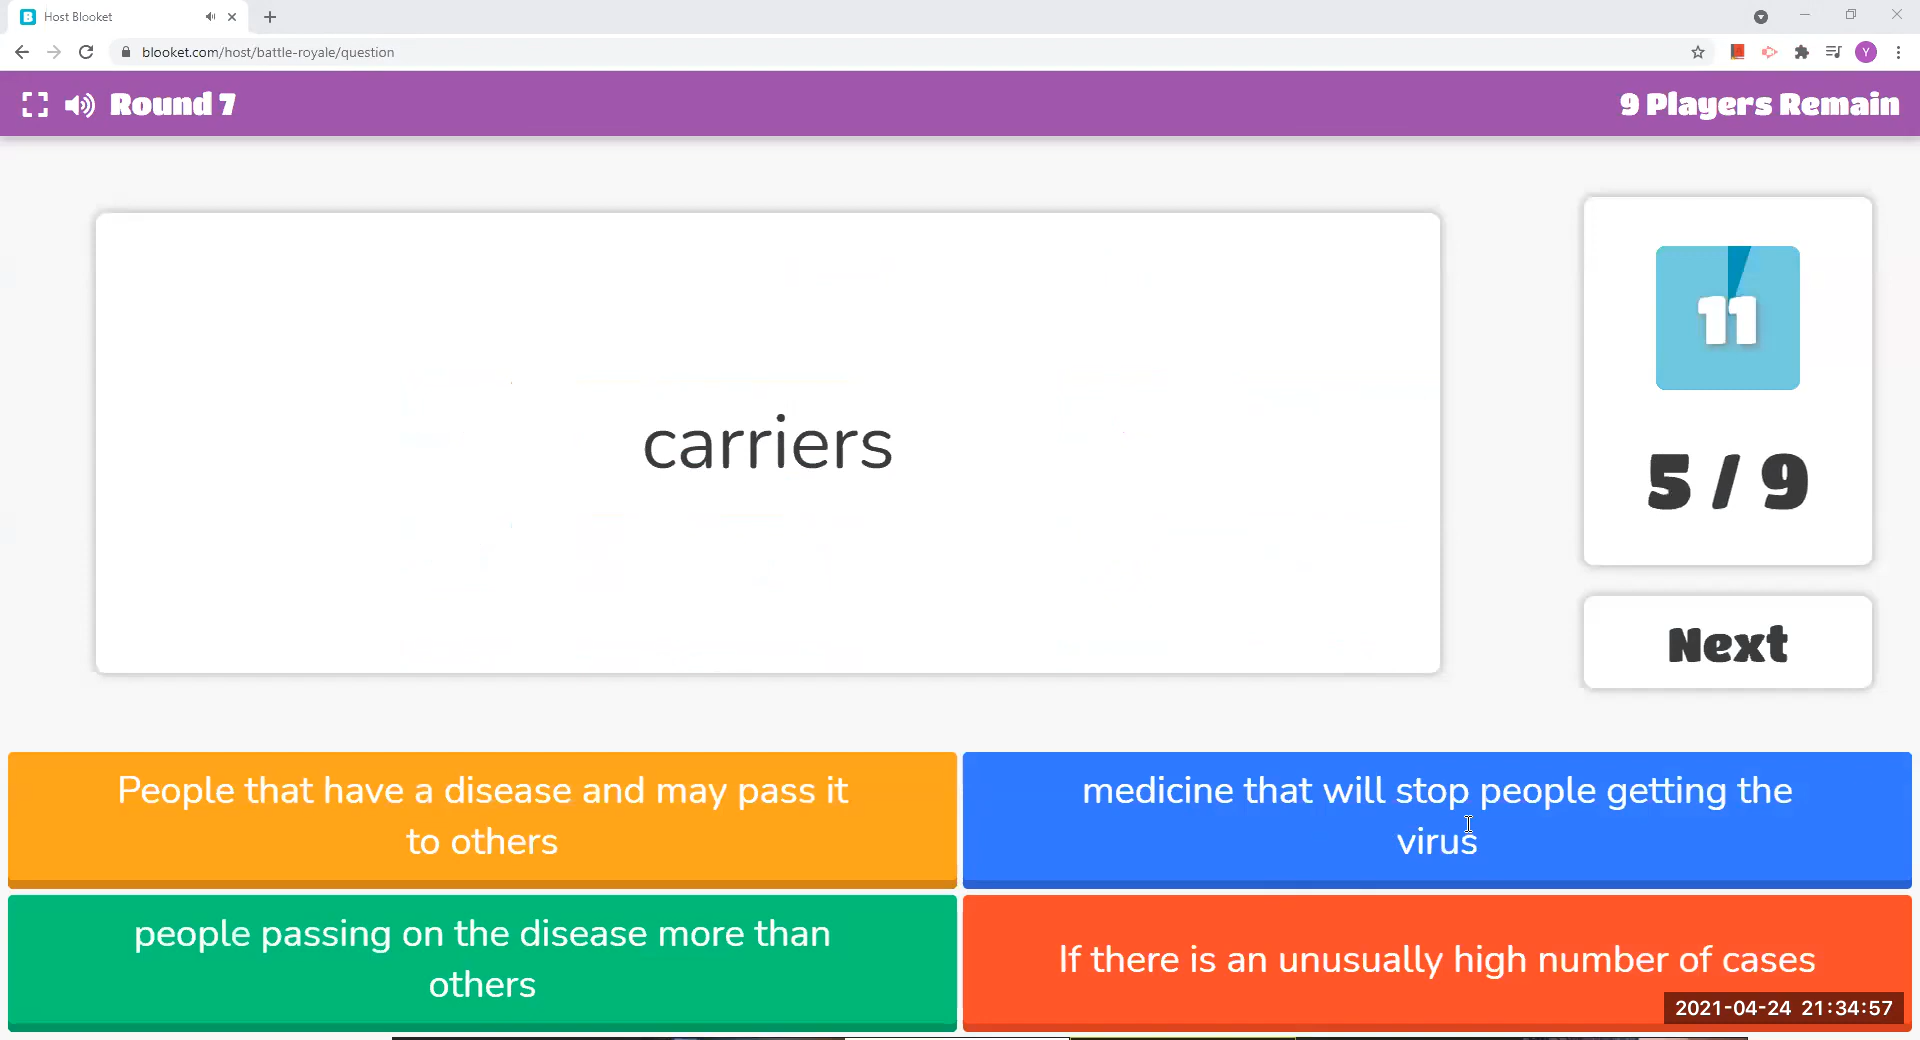 Host Blooket
blooket.com/host/battle-royale/question
Y
Round 7
9 Players Remain
carriers
11
5 / 9
Next
People that have a disease and may pass it
to others
medicine that will stop people getting the
virus
people passing on the disease more than
others
If there is an unusually high number of cases
2021-04-24 21:34:57